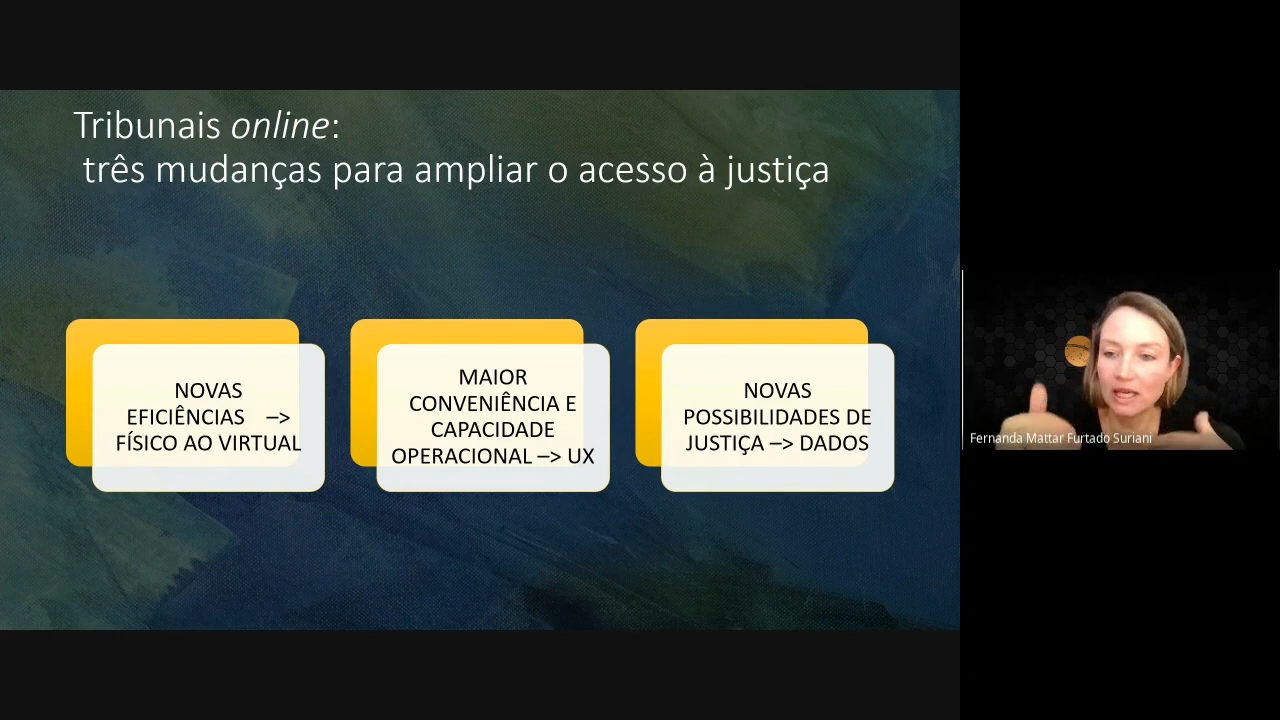 Tribunais online:
três mudanças para ampliar o acesso à justiça
NOVAS
EFICIÊNCIAS –>
FÍSICO AO VIRTUAL
MAIOR
CONVENIÊNCIA E
CAPACIDADE
OPERACIONAL –> UX
NOVAS
POSSIBILIDADES DE
JUSTIÇA –> DADOS
Fernanda Mattar Furtado Suriani